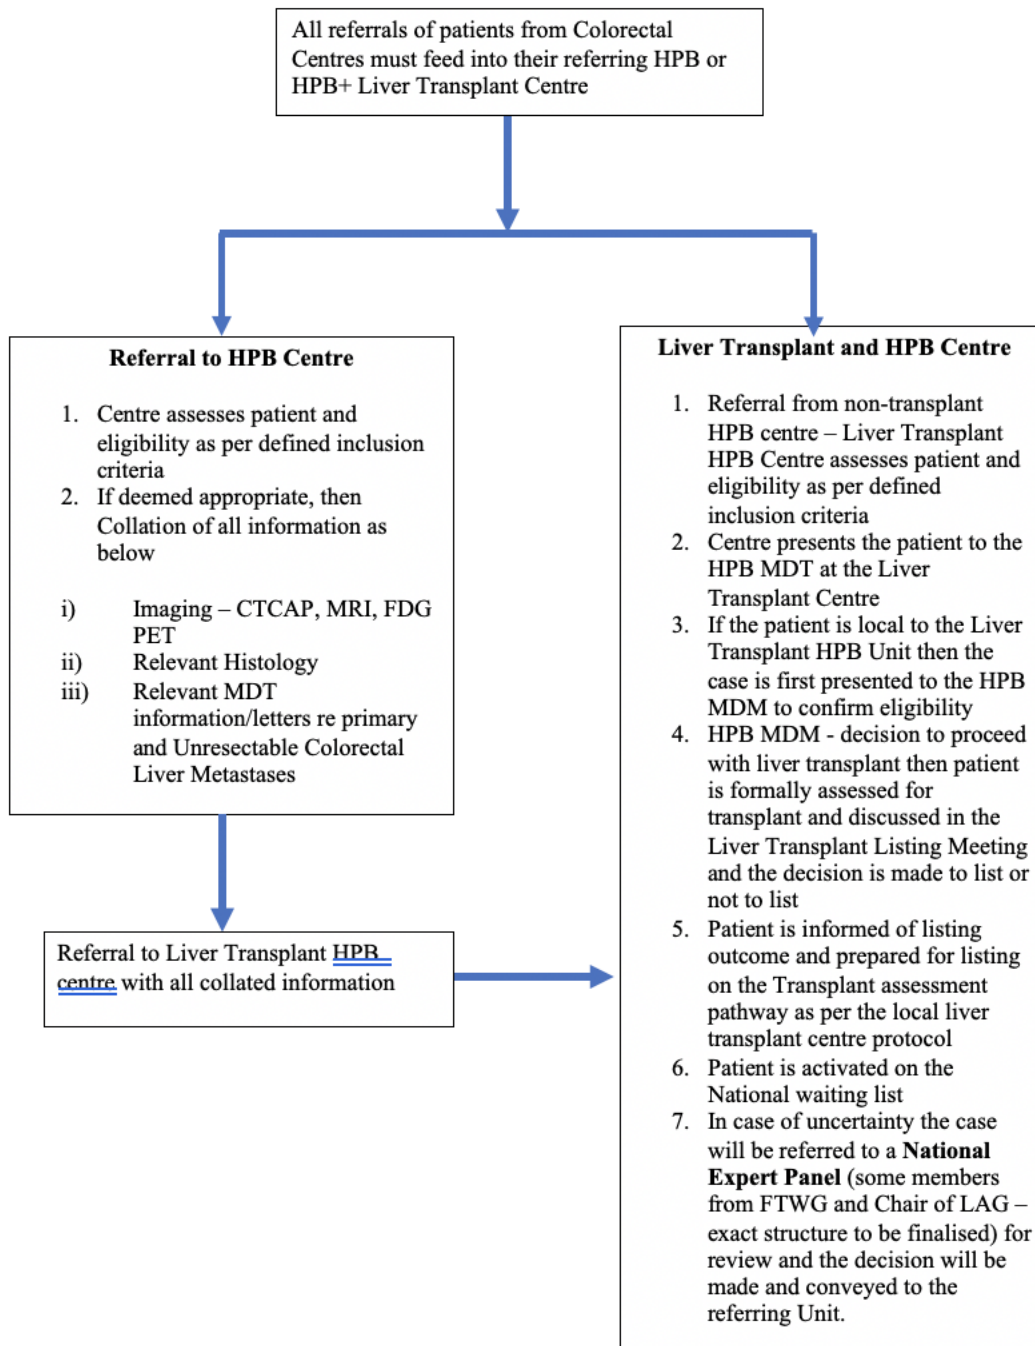 All referrals of patients from Colorectal
Centres must feed into their referring HPB or
HPB+ Liver Transplant Centre
Referral to HPB Centre
1. Centre assesses patient and
eligibility as per defined inclusion
criteria
2. If deemed appropriate, then
Collation of all information as
below
i) Imaging – CTCAP, MRI, FDG
PET
ii) Relevant Histology
iii) Relevant MDT
information/letters re primary
and Unresectable Colorectal
Liver Metastases
Referral to Liver Transplant HPB
centre with all collated information
Liver Transplant and HPB Centre
1. Referral from non-transplant
HPB centre – Liver Transplant
HPB Centre assesses patient and
eligibility as per defined
inclusion criteria
2. Centre presents the patient to the
HPB MDT at the Liver
Transplant Centre
3. If the patient is local to the Liver
Transplant HPB Unit then the
case is first presented to the HPB
MDM to confirm eligibility
4. HPB MDM - decision to proceed
with liver transplant then patient
is formally assessed for
transplant and discussed in the
Liver Transplant Listing Meeting
and the decision is made to list or
not to list
5. Patient is informed of listing
outcome and prepared for listing
on the Transplant assessment
pathway as per the local liver
transplant centre protocol
6. Patient is activated on the
National waiting list
7. In case of uncertainty the case
will be referred to a National
Expert Panel (some members
from FTWG and Chair of LAG –
exact structure to be finalised) for
review and the decision will be
made and conveyed to the
referring Unit.